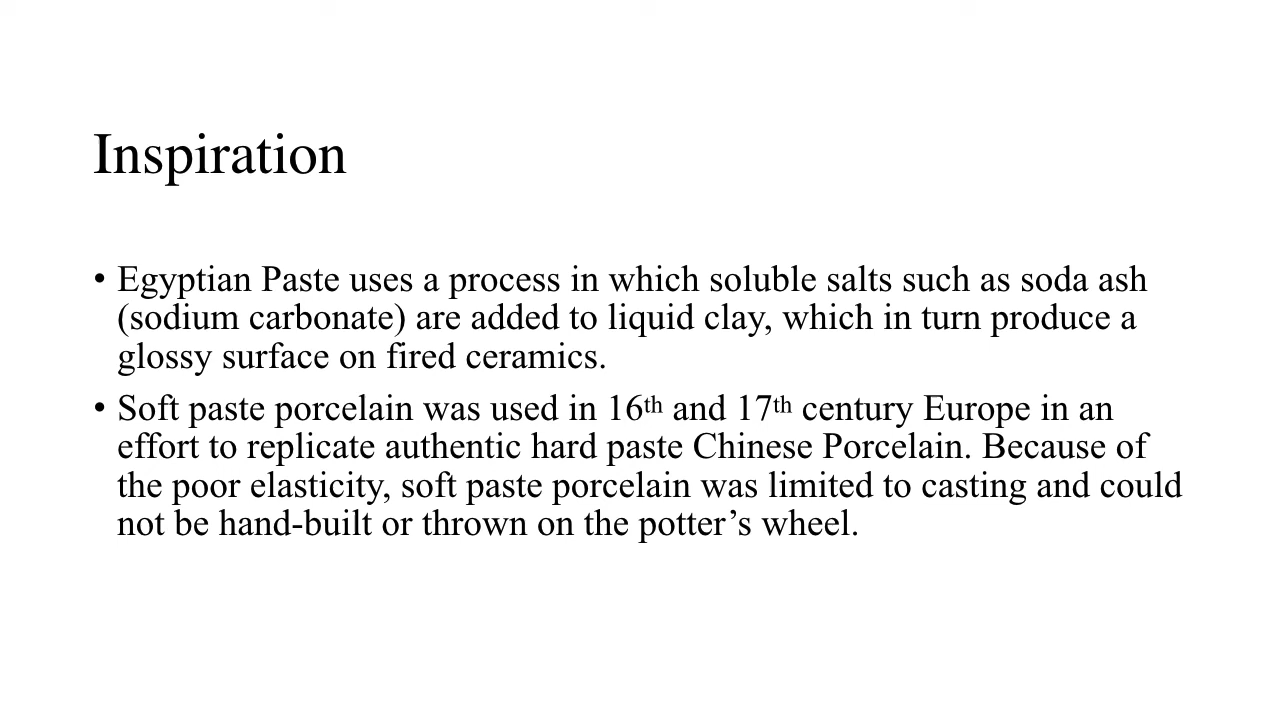 Inspiration
• Egyptian Paste uses a process in which soluble salts such as soda ash
(sodium carbonate) are added to liquid clay, which in turn produce a
glossy surface on fired ceramics.
• Soft paste porcelain was used in 16th and 17th century Europe in an
effort to replicate authentic hard paste Chinese Porcelain. Because of
the poor elasticity, soft paste porcelain was limited to casting and could
not be hand-built or thrown on the potter’s wheel.